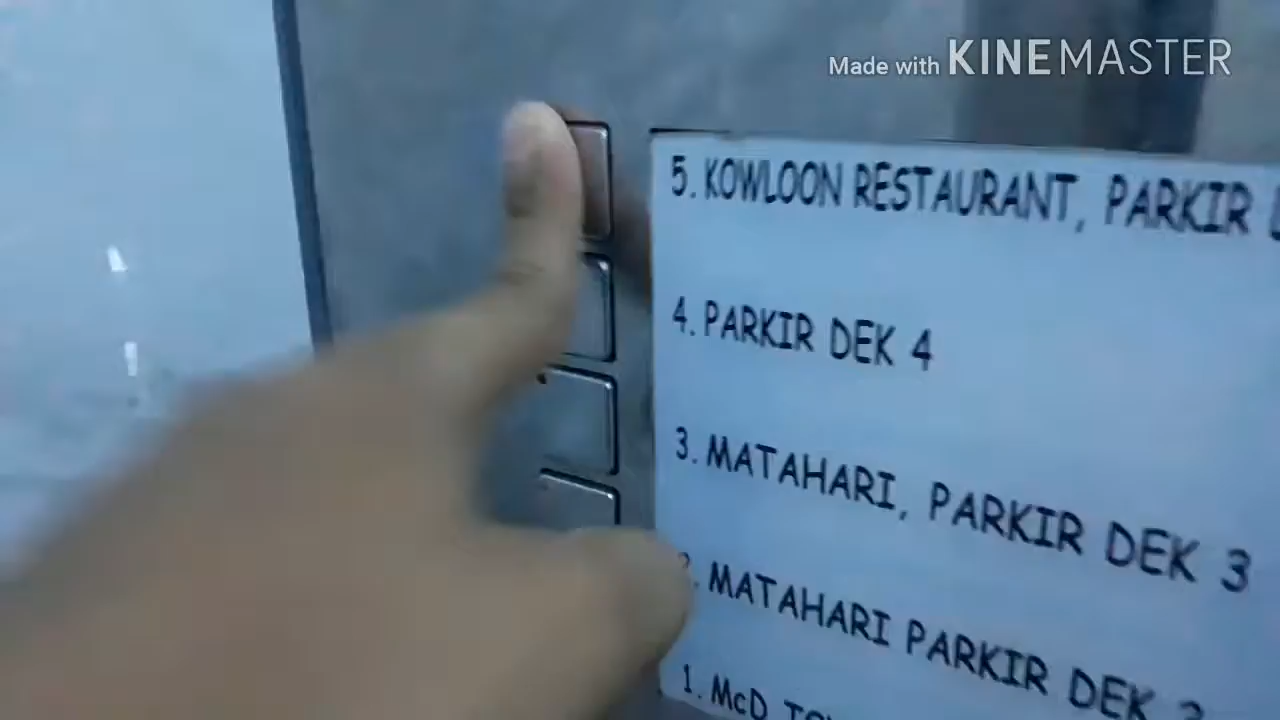 Made with KINEMASTER
5. KOWLOON RESTAURANT, PARKIR
4. PARKIR DEK 4
3. MATAHARI, PARKIR DEK 3
2. MATAHARI PARKIR DEK
1. McD